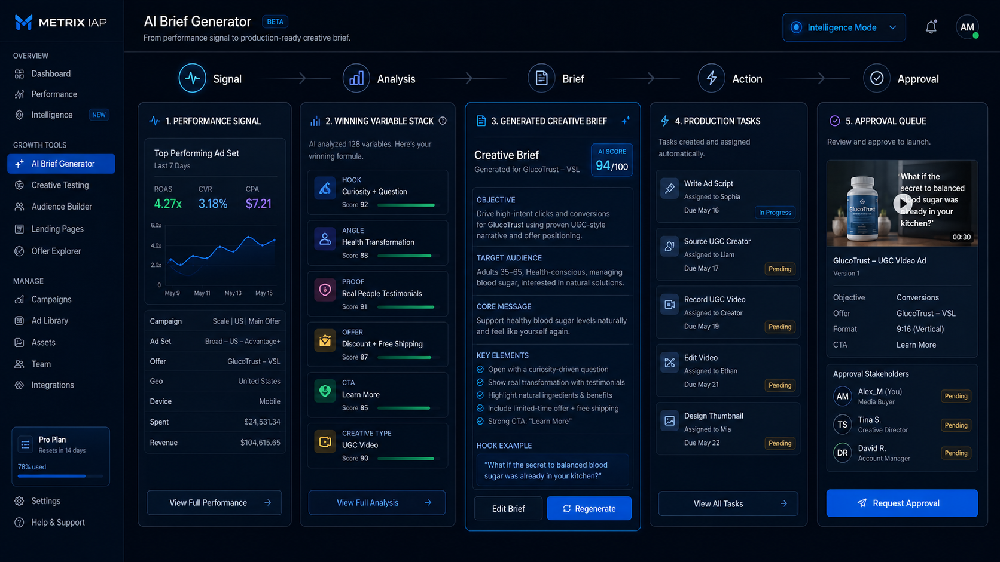 METRIX IAP
OVERVIEW
Dashboard
Performance
Intelligence NEW
GROWTH TOOLS
AI Brief Generator
Creative Testing
Audience Builder
Landing Pages
Offer Explorer
MANAGE
Campaigns
Ad Library
Assets
Team
Integrations
Pro Plan
Resets in 14 days
78% used
Settings
Help & Support
AI Brief Generator BETA
From performance signal to production-ready creative brief.
Intelligence Mode
AM
Signal
Analysis
Brief
Action
Approval
1. PERFORMANCE SIGNAL
Top Performing Ad Set
Last 7 Days
ROAS CVR CPA
4.27x 3.18% $7.21
6.0x
4.0x
2.0x
0
May 9 May 11 May 13 May 15
Campaign Scale | US | Main Offer
Ad Set Broad – US – Advantage+
Offer GlucoTrust – VSL
Geo United States
Device Mobile
Spent $24,531.34
Revenue $104,615.65
View Full Performance
2. WINNING VARIABLE STACK
AI analyzed 128 variables. Here's your
winning formula.
HOOK
Curiosity + Question
Score 92
ANGLE
Health Transformation
Score 88
PROOF
Real People Testimonials
Score 91
OFFER
Discount + Free Shipping
Score 87
CTA
Learn More
Score 85
CREATIVE TYPE
UGC Video
Score 90
View Full Analysis
3. GENERATED CREATIVE BRIEF
Creative Brief
Generated for GlucoTrust – VSL
AI SCORE
94/100
OBJECTIVE
Drive high-intent clicks and conversions
for GlucoTrust using proven UGC-style
narrative and offer positioning.
TARGET AUDIENCE
Adults 35–65, Health-conscious, managing
blood sugar, interested in natural solutions.
CORE MESSAGE
Support healthy blood sugar levels naturally
and feel like yourself again.
KEY ELEMENTS
Open with a curiosity-driven question
Show real transformation with testimonials
Highlight natural ingredients & benefits
Include limited-time offer + free shipping
Strong CTA: "Learn More"
HOOK EXAMPLE
"What if the secret to balanced blood
sugar was already in your kitchen?"
Edit Brief
Regenerate
4. PRODUCTION TASKS
Tasks created and assigned
automatically.
Write Ad Script
Assigned to Sophia
Due May 16 In Progress
Source UGC Creator
Assigned to Liam
Due May 17 Pending
Record UGC Video
Assigned to Creator
Due May 19 Pending
Edit Video
Assigned to Ethan
Due May 21 Pending
Design Thumbnail
Assigned to Mia
Due May 22 Pending
View All Tasks
5. APPROVAL QUEUE
Review and approve to launch.
GlucoTrust
What if the
secret to balanced
blood sugar was
already in your
kitchen?'
00:30
GlucoTrust – UGC Video Ad
Version 1
Objective Conversions
Offer GlucoTrust – VSL
Format 9:16 (Vertical)
CTA Learn More
Approval Stakeholders
AM Alex_M (You) Pending
Media Buyer
TS Tina S. Pending
Creative Director
DR David R. Pending
Account Manager
Request Approval